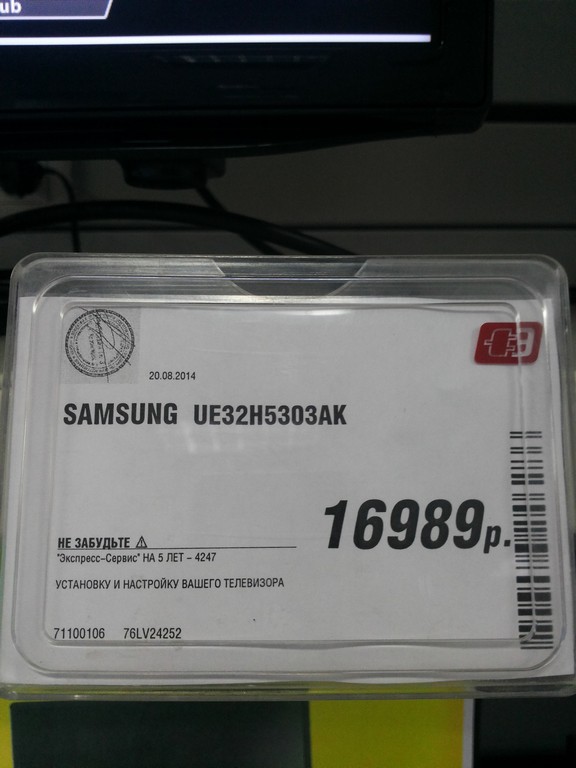 ub
20.08.2014
SAMSUNG UE32H5303AK
16989р.
НЕ ЗАБУДЬТЕ
"Экспресс-Сервис" НА 5 ЛЕТ - 4247
УСТАНОВКУ И НАСТРОЙКУ ВАШЕГО ТЕЛЕВИЗОРА
71100106 76LV24252